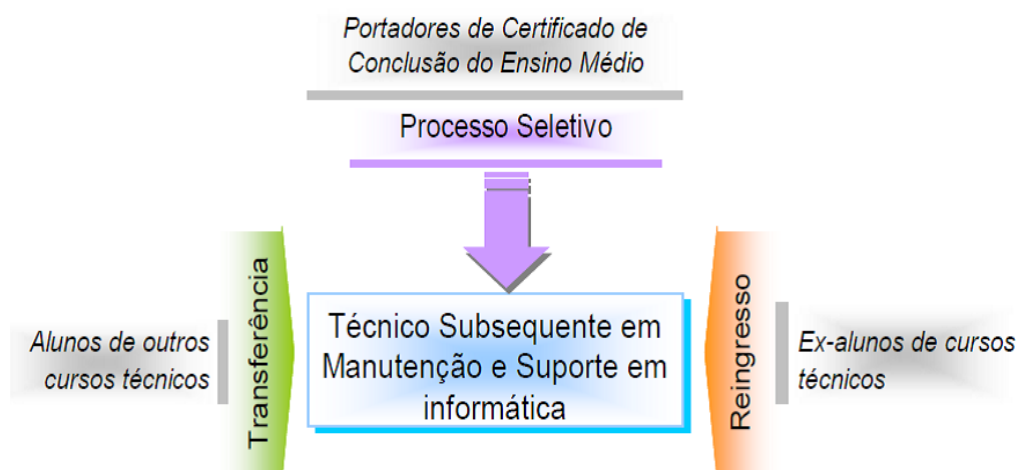 Portadores de Certificado de
Conclusão do Ensino Médio
Processo Seletivo
Transferência
Alunos de outros
cursos técnicos
Técnico Subsequente em
Manutenção e Suporte em
informática
Reingresso
Ex-alunos de cursos
técnicos